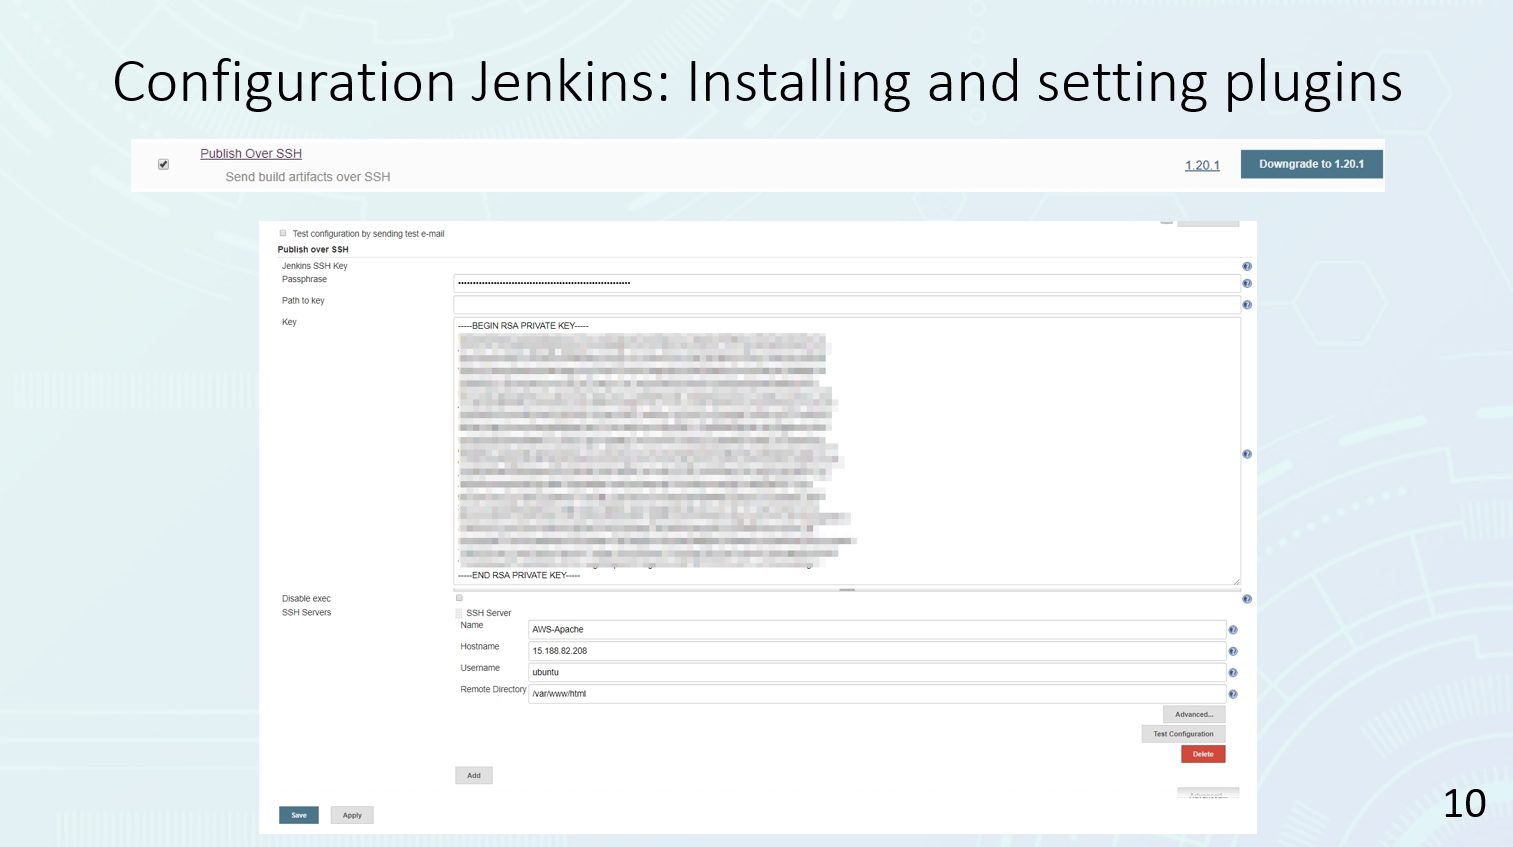 Configuration Jenkins: Installing and setting plugins
Publish Over SSH
Send build artifacts over SSH
1.20.1
Downgrade to 1.20.1
Test configuration by sending test e-mail
Publish over SSH
Jenkins SSH Key
Passphrase
Path to key
Key
-----BEGIN RSA PRIVATE KEY-----
-----END RSA PRIVATE KEY-----
Disable exec
SSH Servers
SSH Server
Name
AWS-Apache
Hostname
15.188.82.208
Username
ubuntu
Remote Directory
/var/www/html
Advanced...
Test Configuration
Delete
Add
Advanced...
Save
Apply
10